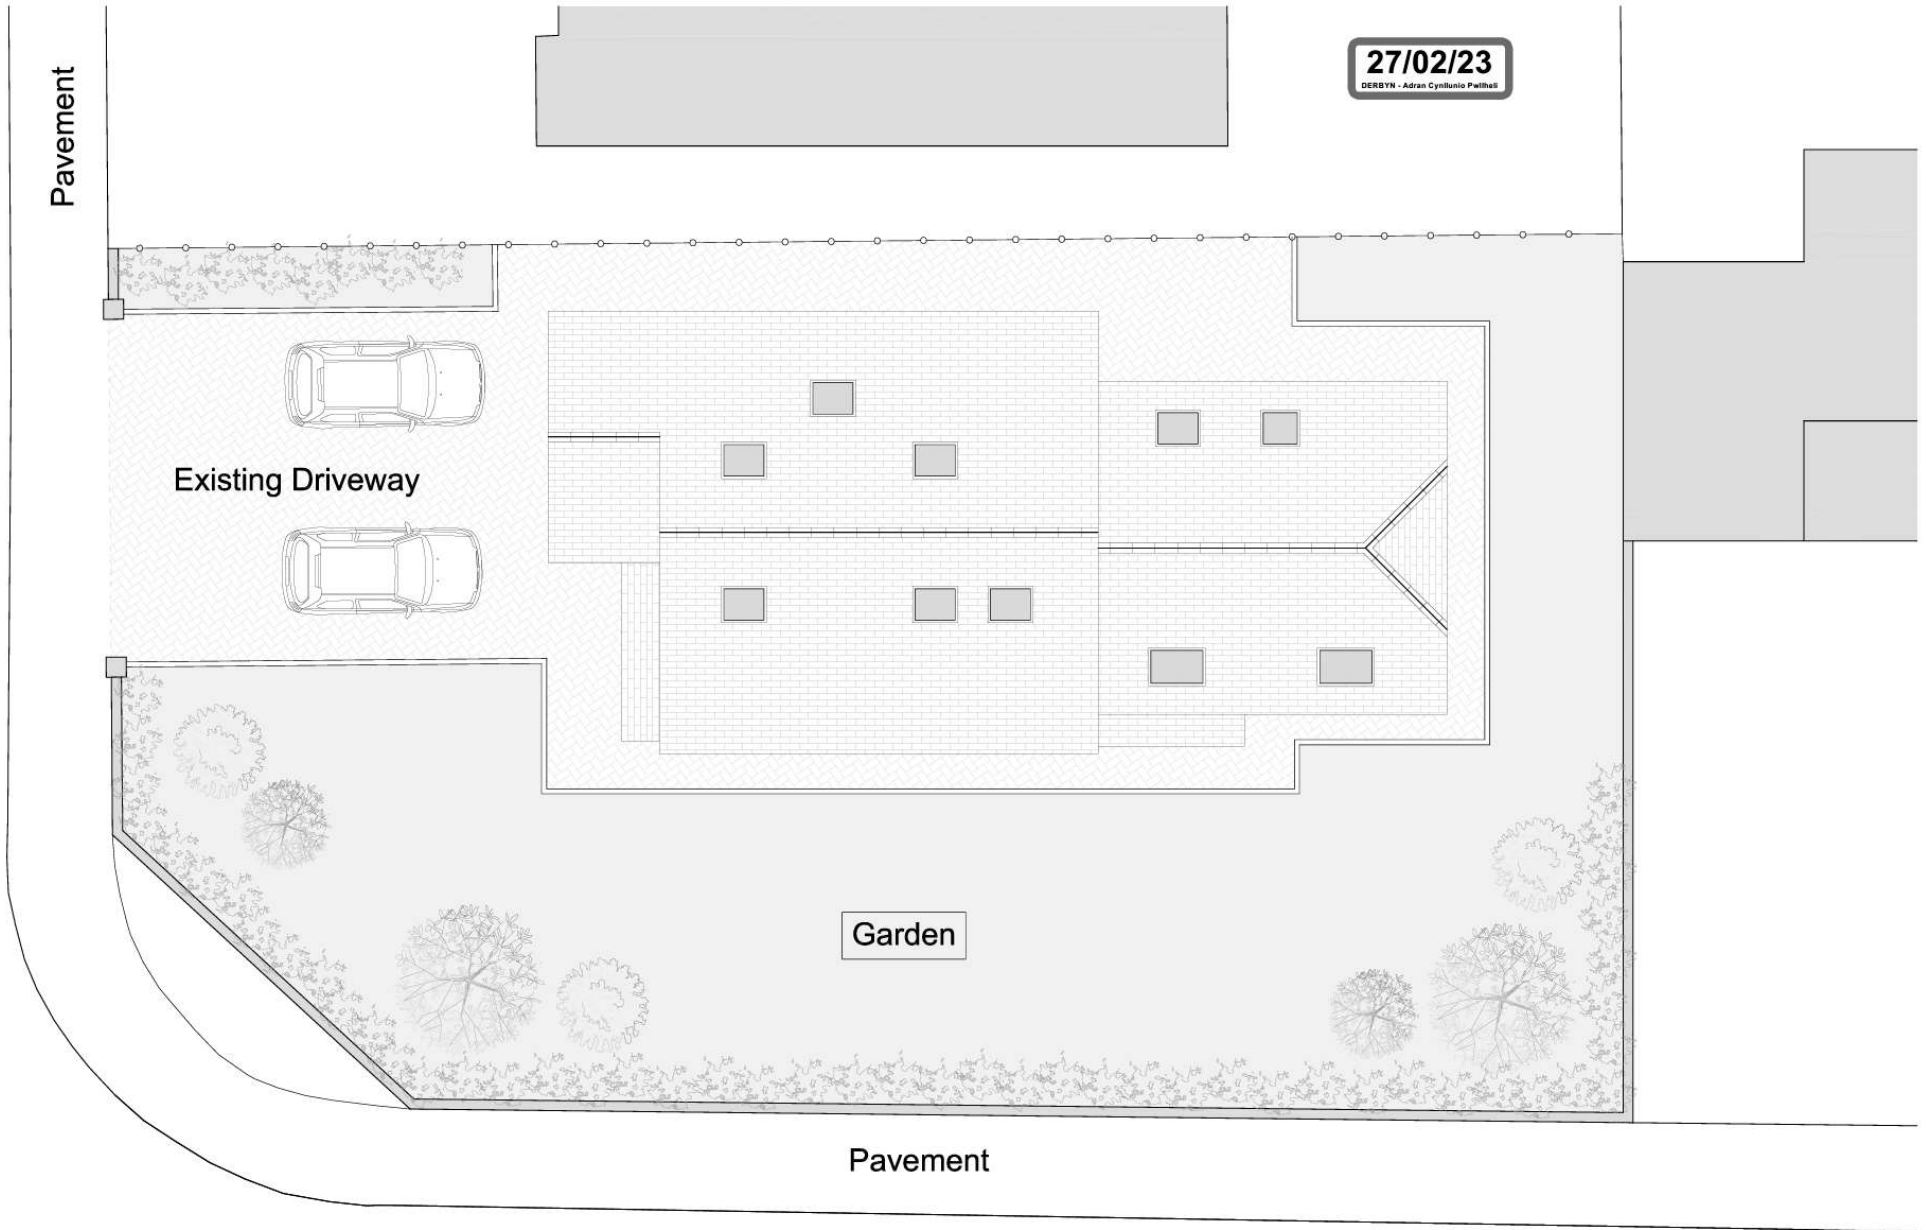 Pavement
27/02/23
DERBYN - Adran Cynllunio Pwllheli
Existing Driveway
Garden
Pavement